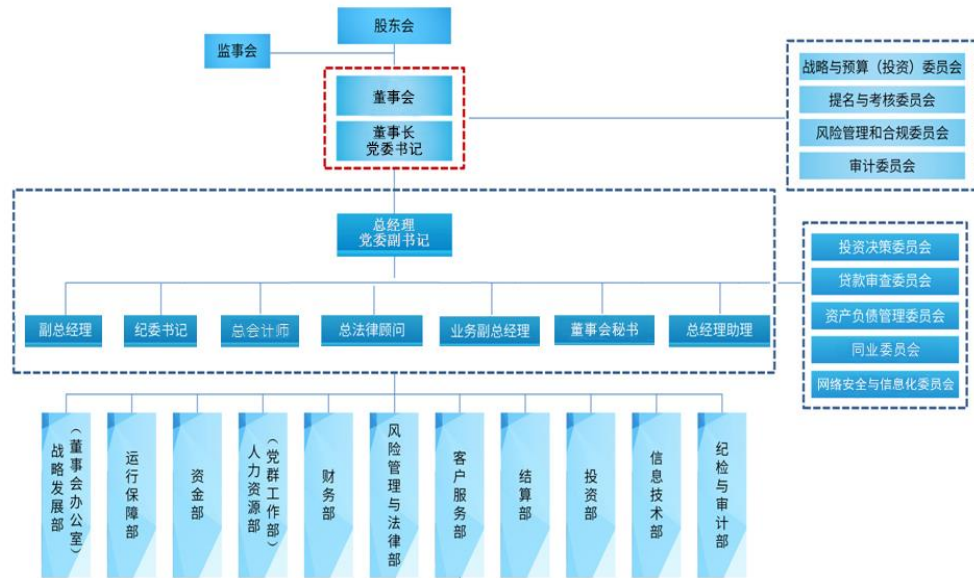 股东会
监事会
董事会
董事长
党委书记
战略与预算（投资）委员会
提名与考核委员会
风险管理和合规委员会
审计委员会
总经理
党委副书记
投资决策委员会
贷款审查委员会
资产负债管理委员会
同业委员会
网络安全与信息化委员会
副总经理
纪委书记
总会计师
总法律顾问
业务副总经理
董事会秘书
总经理助理
（董事会办公室）
战略发展部
运行保障部
资金部
（党群工作部）
人力资源部
财务部
风险管理与法律部
客户服务部
结算部
投资部
信息技术部
纪检与审计部